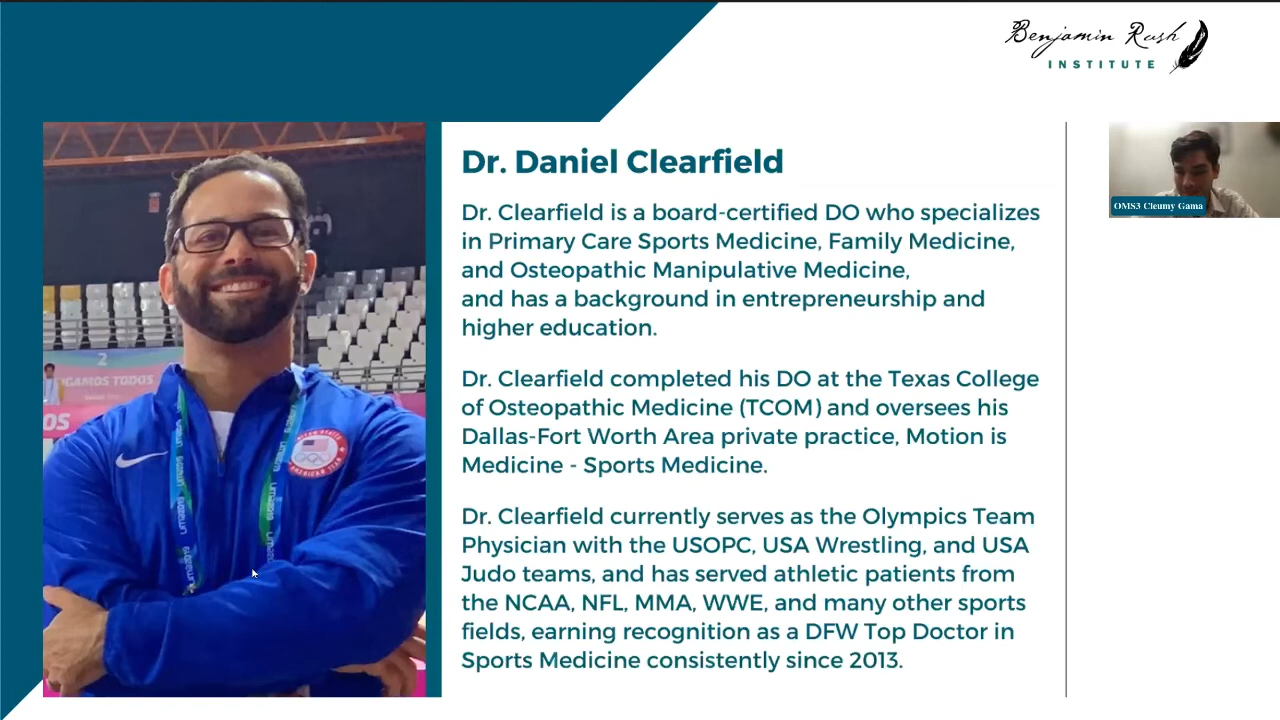 Benjamin Rush
INSTITUTE
Dr. Daniel Clearfield
Dr. Clearfield is a board-certified DO who specializes
in Primary Care Sports Medicine, Family Medicine,
and Osteopathic Manipulative Medicine,
and has a background in entrepreneurship and
higher education.
Dr. Clearfield completed his DO at the Texas College
of Osteopathic Medicine (TCOM) and oversees his
Dallas-Fort Worth Area private practice, Motion is
Medicine - Sports Medicine.
Dr. Clearfield currently serves as the Olympics Team
Physician with the USOPC, USA Wrestling, and USA
Judo teams, and has served athletic patients from
the NCAA, NFL, MMA, WWE, and many other sports
fields, earning recognition as a DFW Top Doctor in
Sports Medicine consistently since 2013.
OMS3 Cleumy Gama
2
IGAMOS TODOS
OS